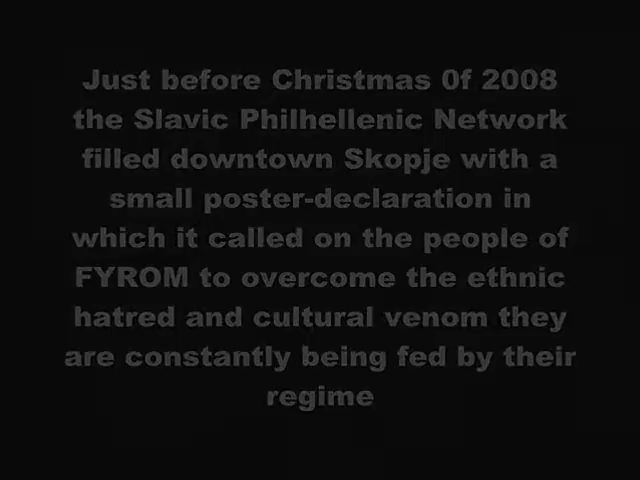 Just before Christmas 0f 2008
the Slavic Philhellenic Network
filled downtown Skopje with a
small poster-declaration in
which it called on the people of
FYROM to overcome the ethnic
hatred and cultural venom they
are constantly being fed by their
regime